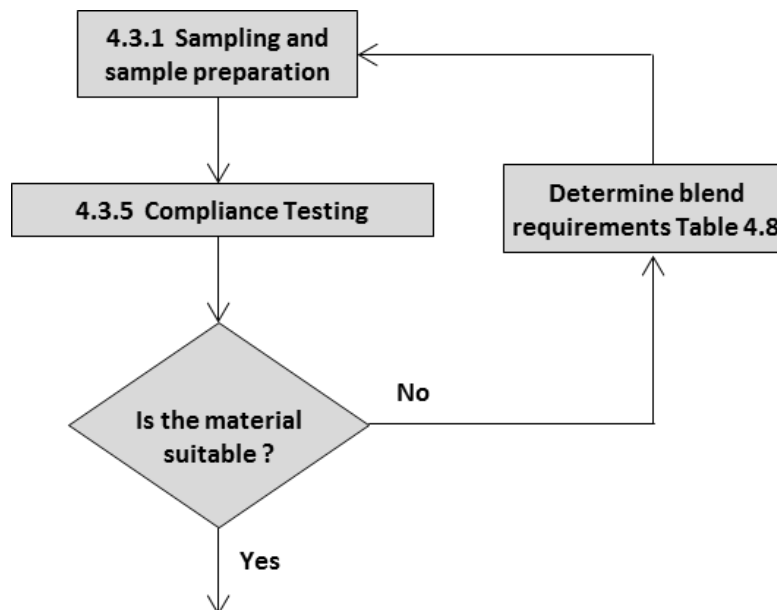 4.3.1 Sampling and
sample preparation
4.3.5 Compliance Testing
Determine blend
requirements Table 4.8
Is the material
suitable ?
No
Yes